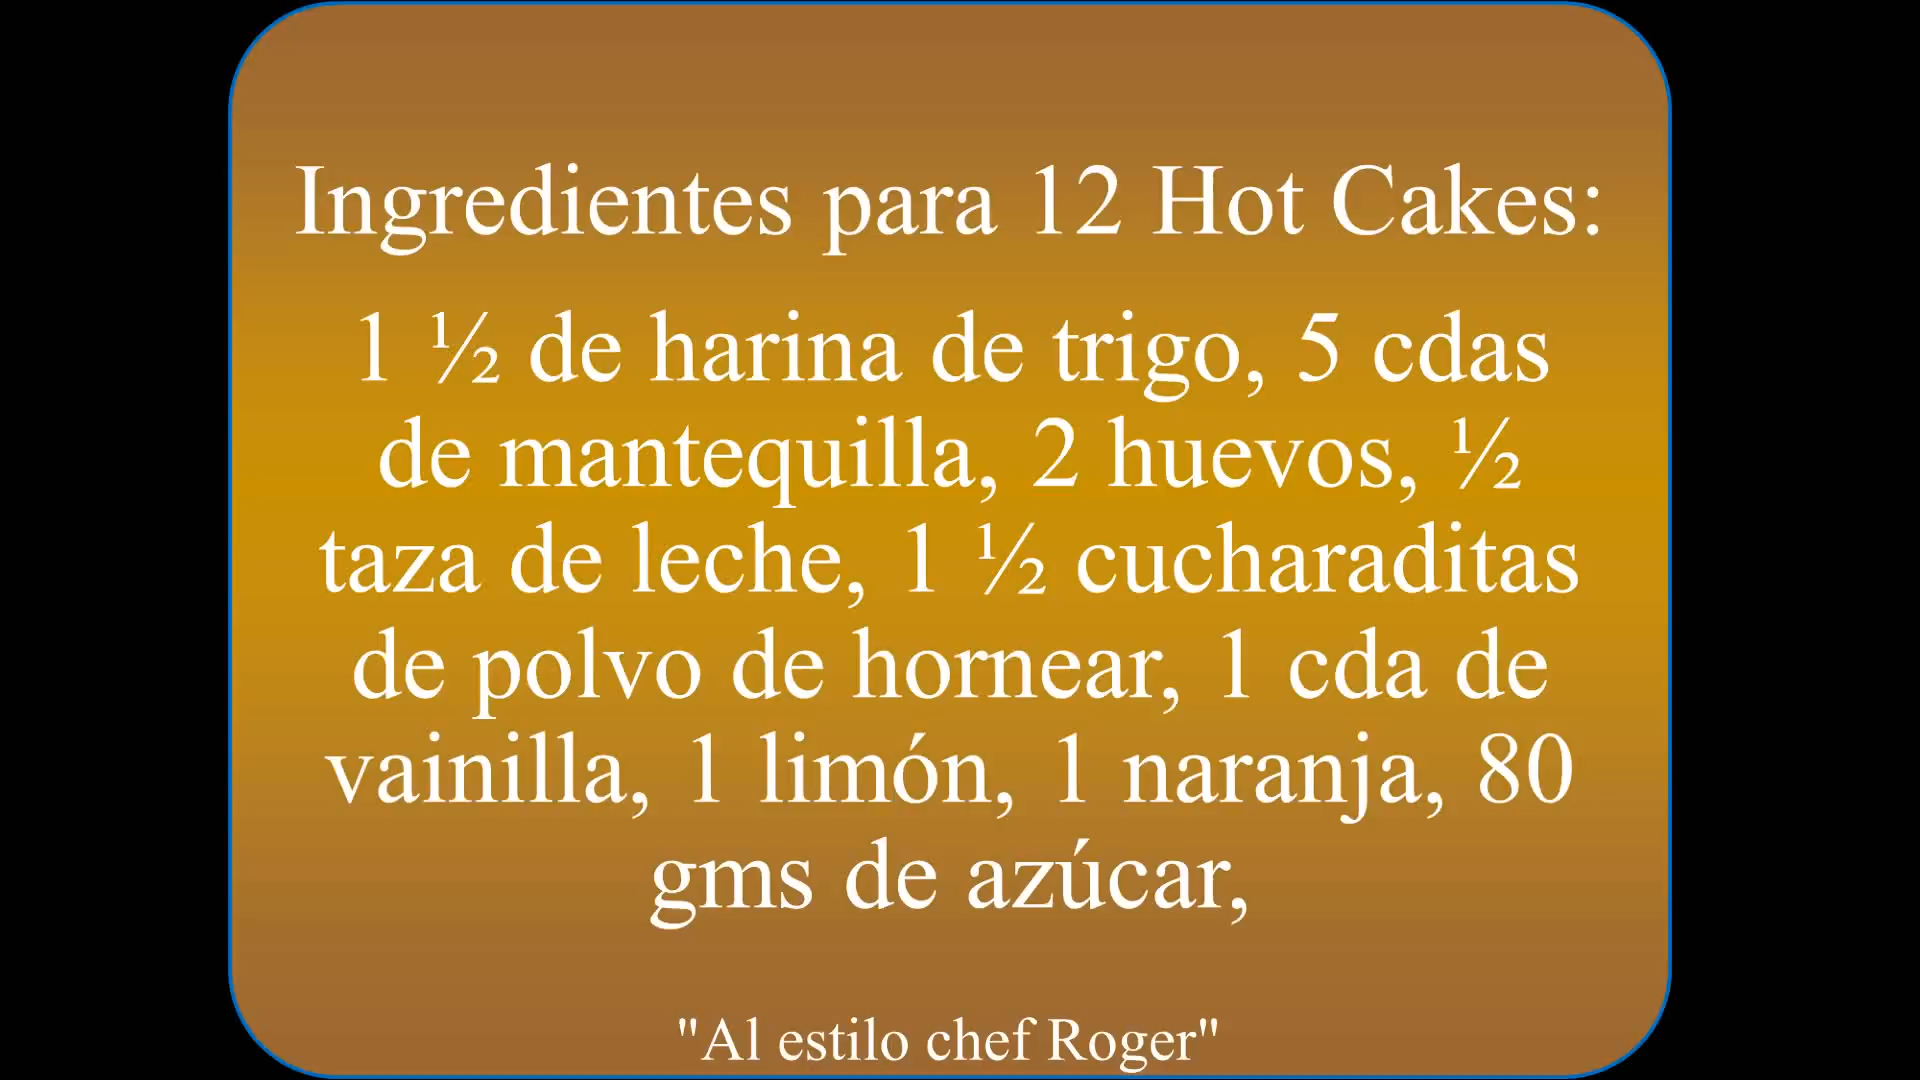 Ingredientes para 12 Hot Cakes:
1 ½ de harina de trigo, 5 cdas
de mantequilla, 2 huevos, ½
taza de leche, 1 ½ cucharaditas
de polvo de hornear, 1 cda de
vainilla, 1 limón, 1 naranja, 80
gms de azúcar,
"Al estilo chef Roger"